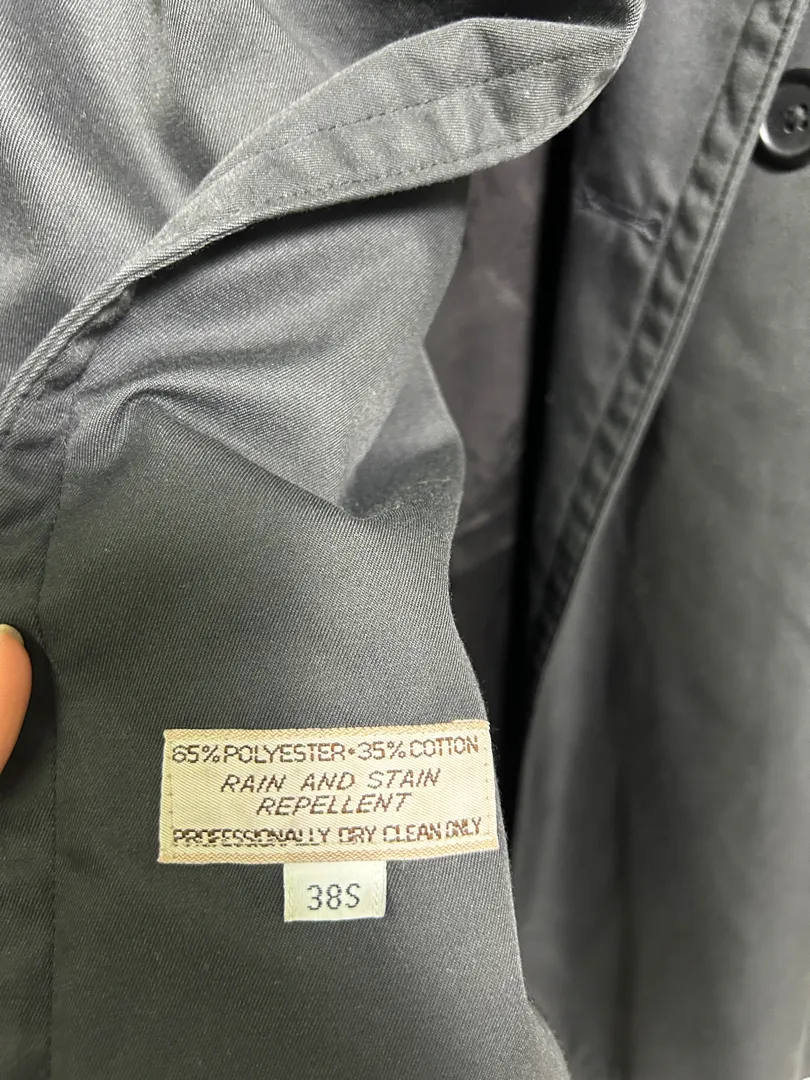 65%POLYESTER•35%COTTON
RAIN AND STAIN
REPELLENT
PROFESSIONALLY DRY CLEAN ONLY
38S